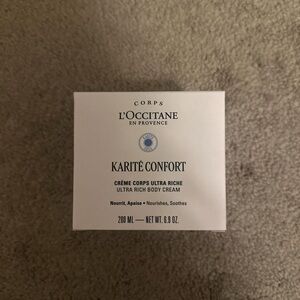 CORPS
L'OCCITANE
EN PROVENCE
KARITÉ CONFORT
CRÈME CORPS ULTRA RICHE
ULTRA RICH BODY CREAM
Nourrit, Apaise • Nourishes, Soothes
200 ML — NET WT. 6.9 OZ.